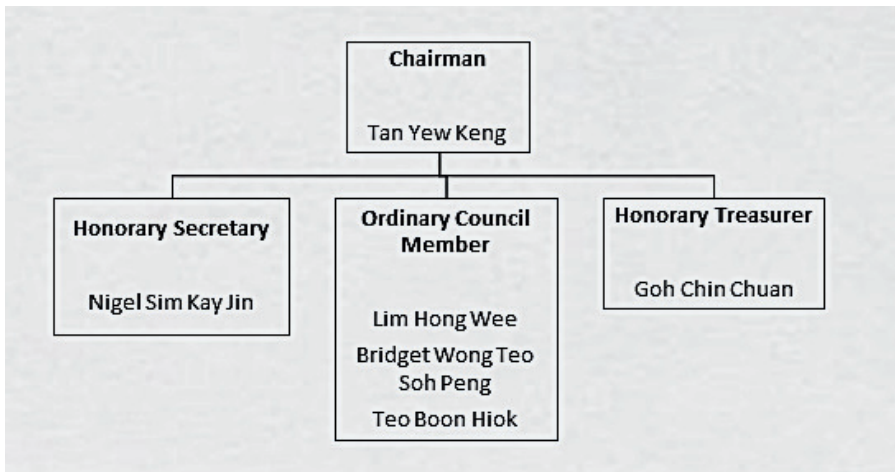 Chairman
Tan Yew Keng
Honorary Secretary
Nigel Sim Kay Jin
Ordinary Council
Member
Lim Hong Wee
Bridget Wong Teo
Soh Peng
Teo Boon Hiok
Honorary Treasurer
Goh Chin Chuan